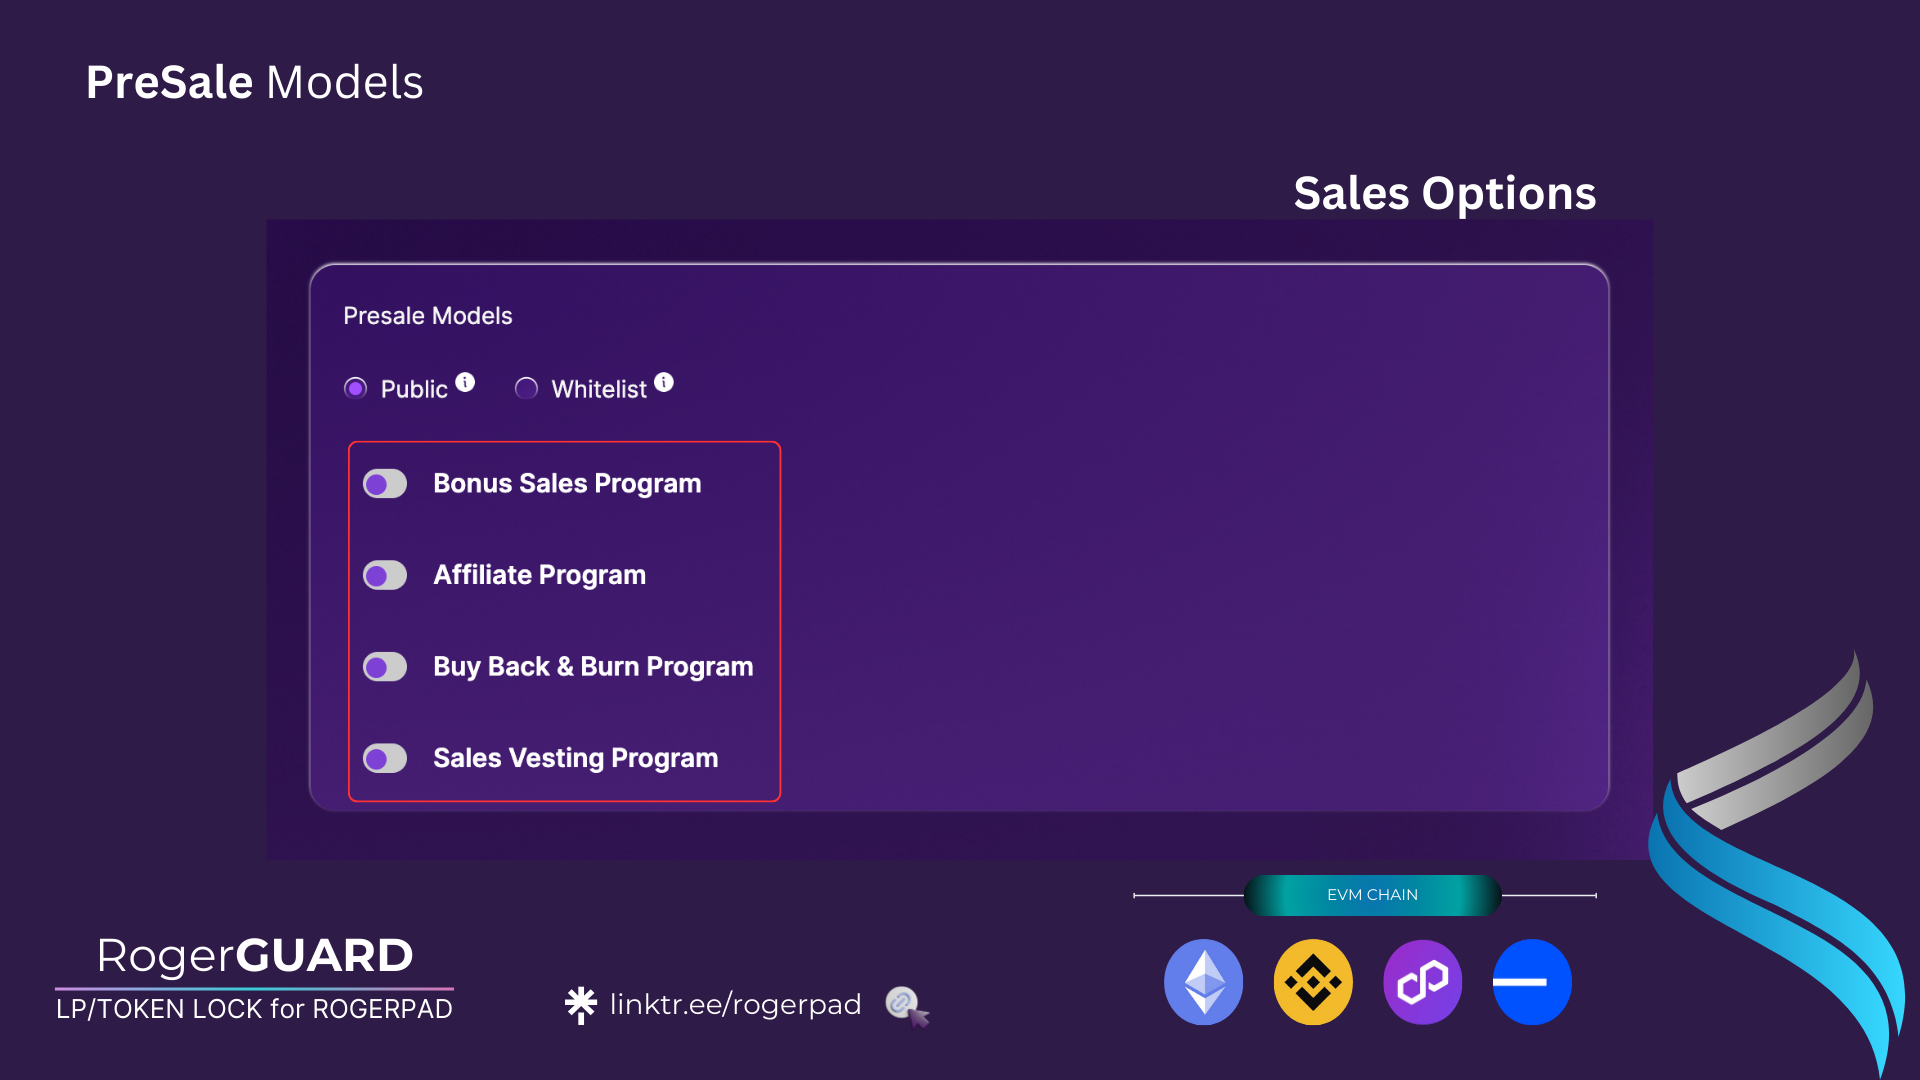 PreSale Models
Sales Options
Presale Models
Public
Whitelist
Bonus Sales Program
Affiliate Program
Buy Back & Burn Program
Sales Vesting Program
EVM CHAIN
RogerGUARD
LP/TOKEN LOCK for ROGERPAD
linktr.ee/rogerpad